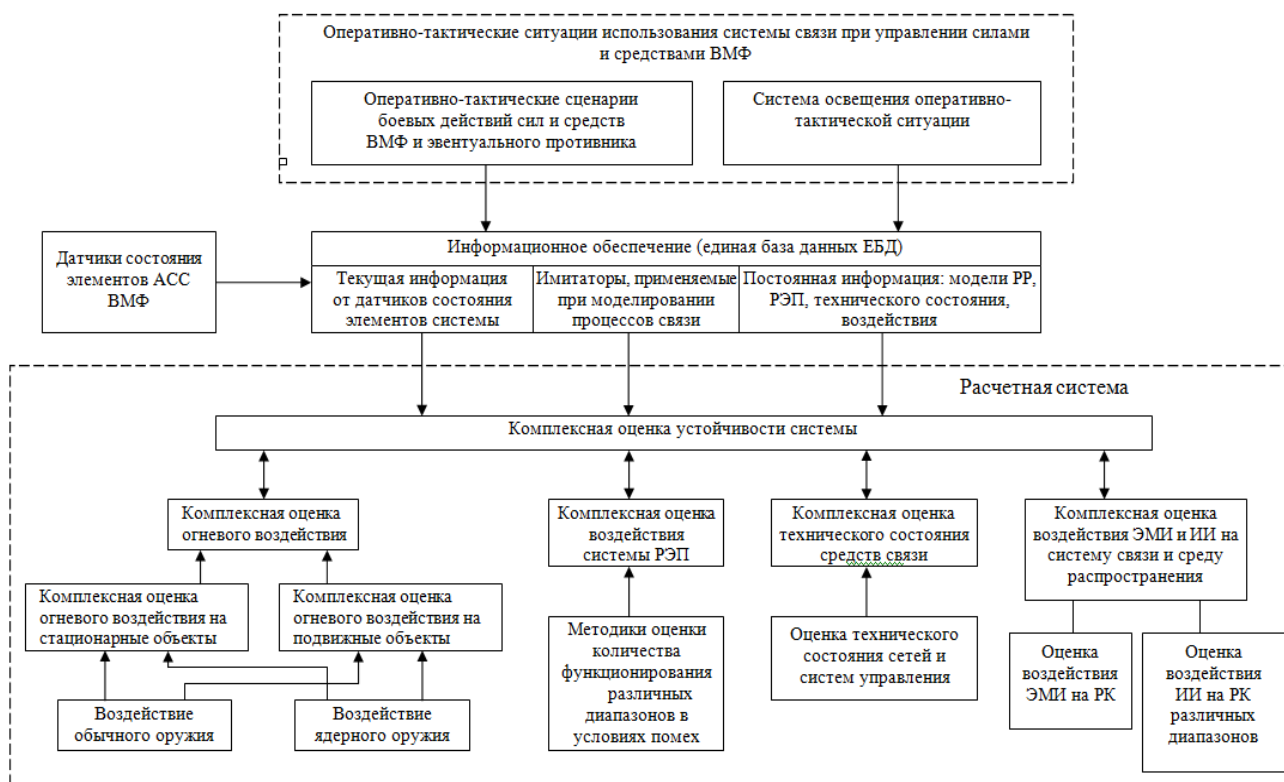 Оперативно-тактические ситуации использования системы связи при управлении силами
и средствами ВМФ
Оперативно-тактические сценарии
боевых действий сил и средств
ВМФ и эвентуального противника
Система освещения оперативно-
тактической ситуации
Датчики состояния
элементов АСС
ВМФ
Информационное обеспечение (единая база данных ЕБД)
Текущая информация
от датчиков состояния
элементов системы
Имитаторы, применяемые
при моделировании
процессов связи
Постоянная информация: модели РР,
РЭП, технического состояния,
воздействия
Расчетная система
Комплексная оценка устойчивости системы
Комплексная оценка
огневого воздействия
Комплексная оценка
воздействия
системы РЭП
Комплексная оценка
технического состояния
средств связи
Комплексная оценка
воздействия ЭМИ и ИИ на
систему связи и среду
распространения
Комплексная оценка
огневого воздействия на
стационарные объекты
Комплексная оценка
огневого воздействия на
подвижные объекты
Методики оценки
количества
функционирования
различных
диапазонов в
условиях помех
Оценка технического
состояния сетей и
систем управления
Оценка
воздействия
ЭМИ на РК
Оценка
воздействия
ИИ на РК
различных
диапазонов
Воздействие
обычного оружия
Воздействие
ядерного оружия